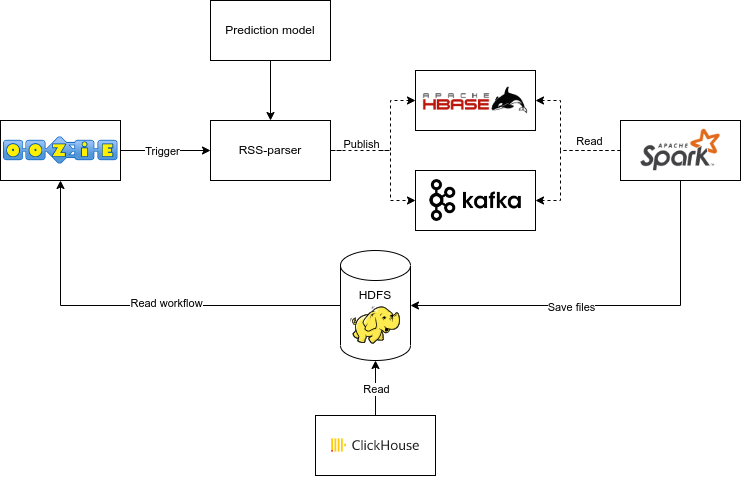 Prediction model
APACHE
HBASE
OOZIE
Trigger
RSS-parser
Publish
Read
APACHE
Spark
kafka
HDFS
Read workflow
Save files
Read
ClickHouse